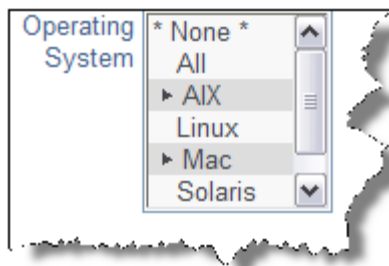 Operating System
* None *
All
AIX
Linux
Mac
Solaris